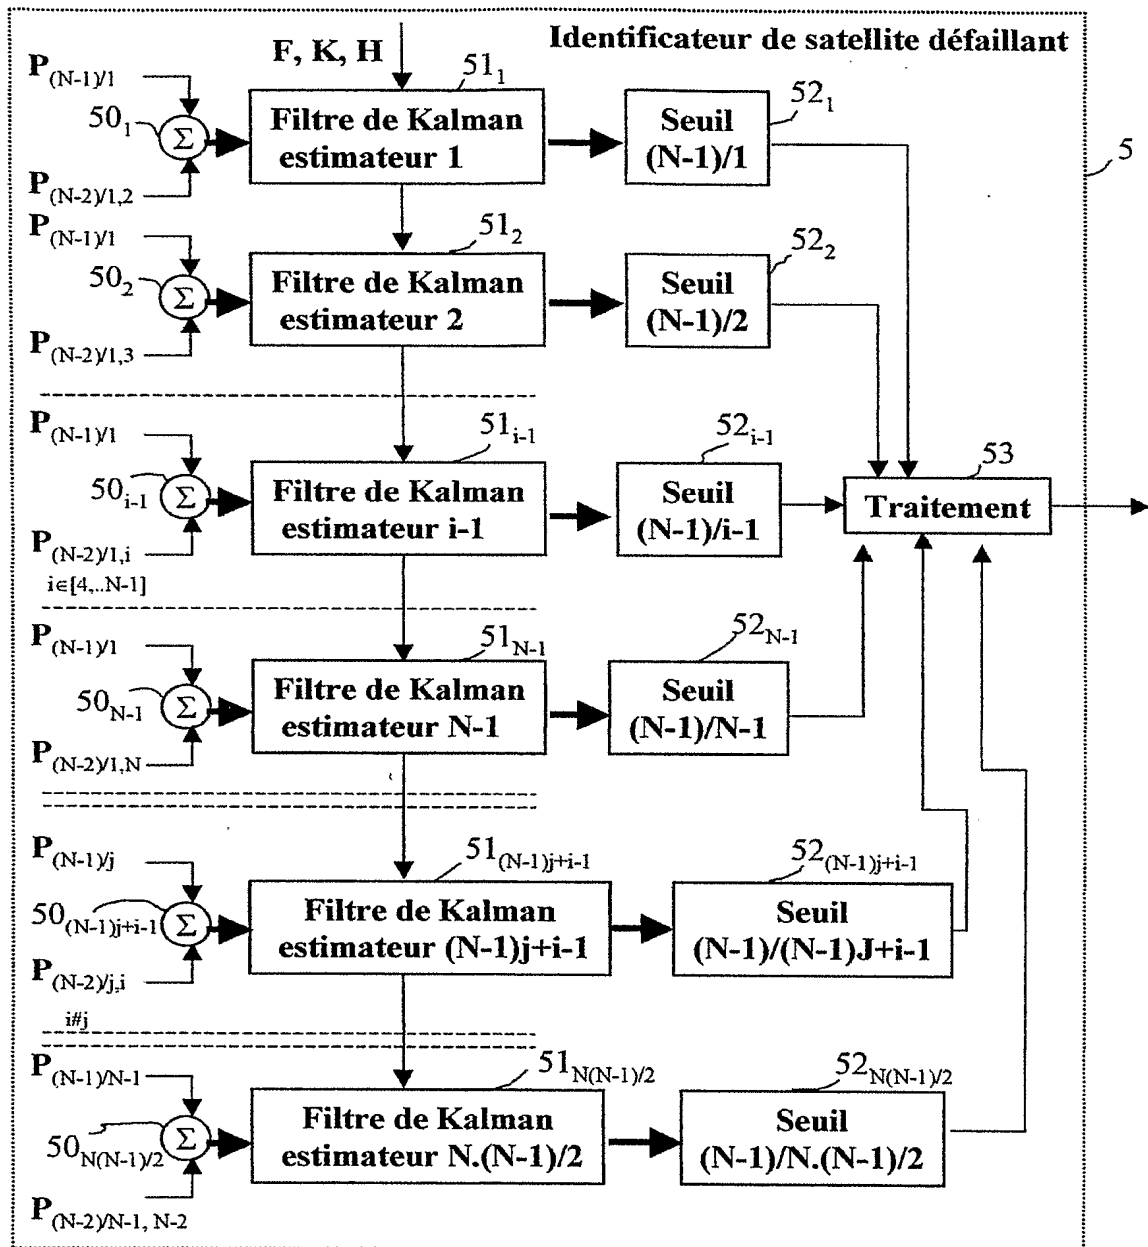 Identificateur de satellite défaillant
F, K, H
5
P(N-1)/1
50₁
Σ
P(N-2)/1,2
51₁
Filtre de Kalman
estimateur 1
52₁
Seuil
(N-1)/1
P(N-1)/1
50₂
Σ
P(N-2)/1,3
51₂
Filtre de Kalman
estimateur 2
52₂
Seuil
(N-1)/2
P(N-1)/1
50i-1
Σ
P(N-2)/1,i
i∈[4,..N-1]
51i-1
Filtre de Kalman
estimateur i-1
52i-1
Seuil
(N-1)/i-1
53
Traitement
P(N-1)/1
50N-1
Σ
P(N-2)/1,N
51N-1
Filtre de Kalman
estimateur N-1
52N-1
Seuil
(N-1)/N-1
P(N-1)/j
50(N-1)j+i-1
Σ
P(N-2)/j,i
i#j
51(N-1)j+i-1
Filtre de Kalman
estimateur (N-1)j+i-1
52(N-1)j+i-1
Seuil
(N-1)/(N-1)J+i-1
P(N-1)/N-1
50N(N-1)/2
Σ
P(N-2)/N-1, N-2
51N(N-1)/2
Filtre de Kalman
estimateur N.(N-1)/2
52N(N-1)/2
Seuil
(N-1)/N.(N-1)/2